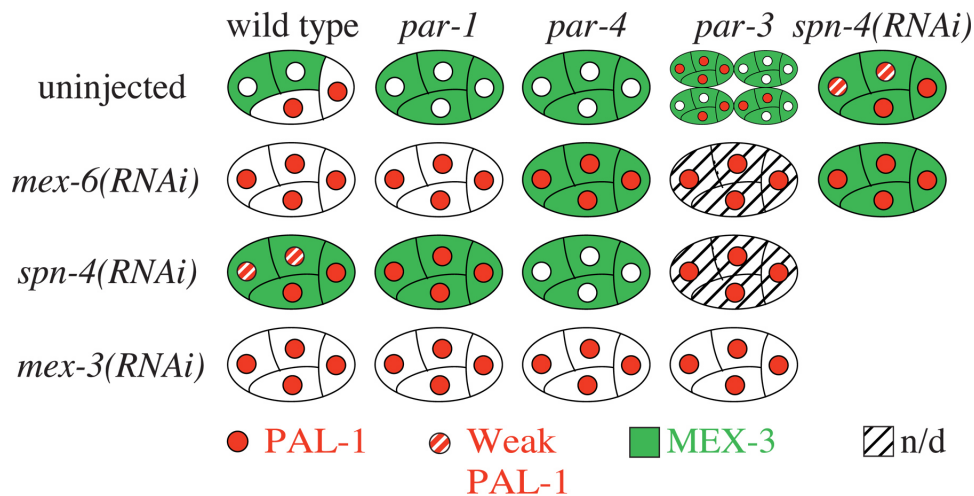 wild type par-1 par-4 par-3 spn-4(RNAi)
uninjected
mex-6(RNAi)
spn-4(RNAi)
mex-3(RNAi)
PAL-1 Weak PAL-1 MEX-3 n/d